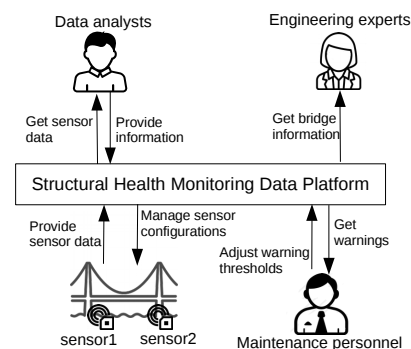 Data analysts
Engineering experts
Get sensor
data
Provide
information
Get bridge
information
Structural Health Monitoring Data Platform
Provide
sensor data
Manage sensor
configurations
Adjust warning
thresholds
Get
warnings
sensor1
sensor2
Maintenance personnel